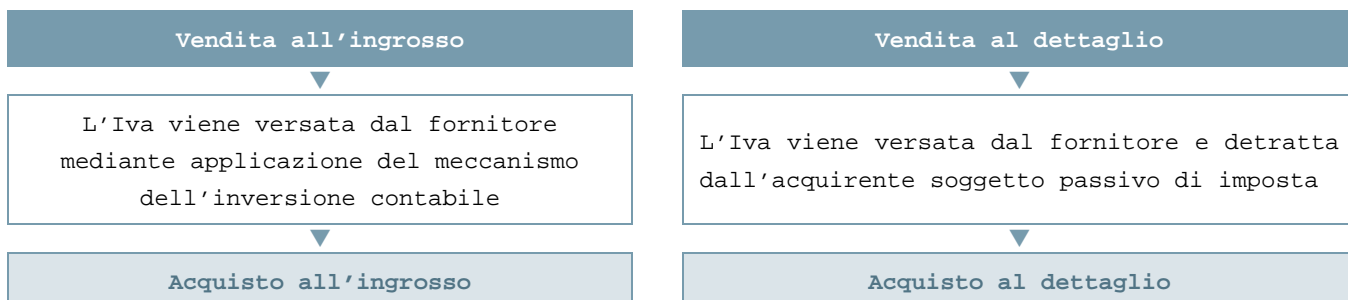 Vendita all'ingrosso
L'Iva viene versata dal fornitore
mediante applicazione del meccanismo
dell'inversione contabile
Acquisto all'ingrosso
Vendita al dettaglio
L'Iva viene versata dal fornitore e detratta
dall'acquirente soggetto passivo di imposta
Acquisto al dettaglio